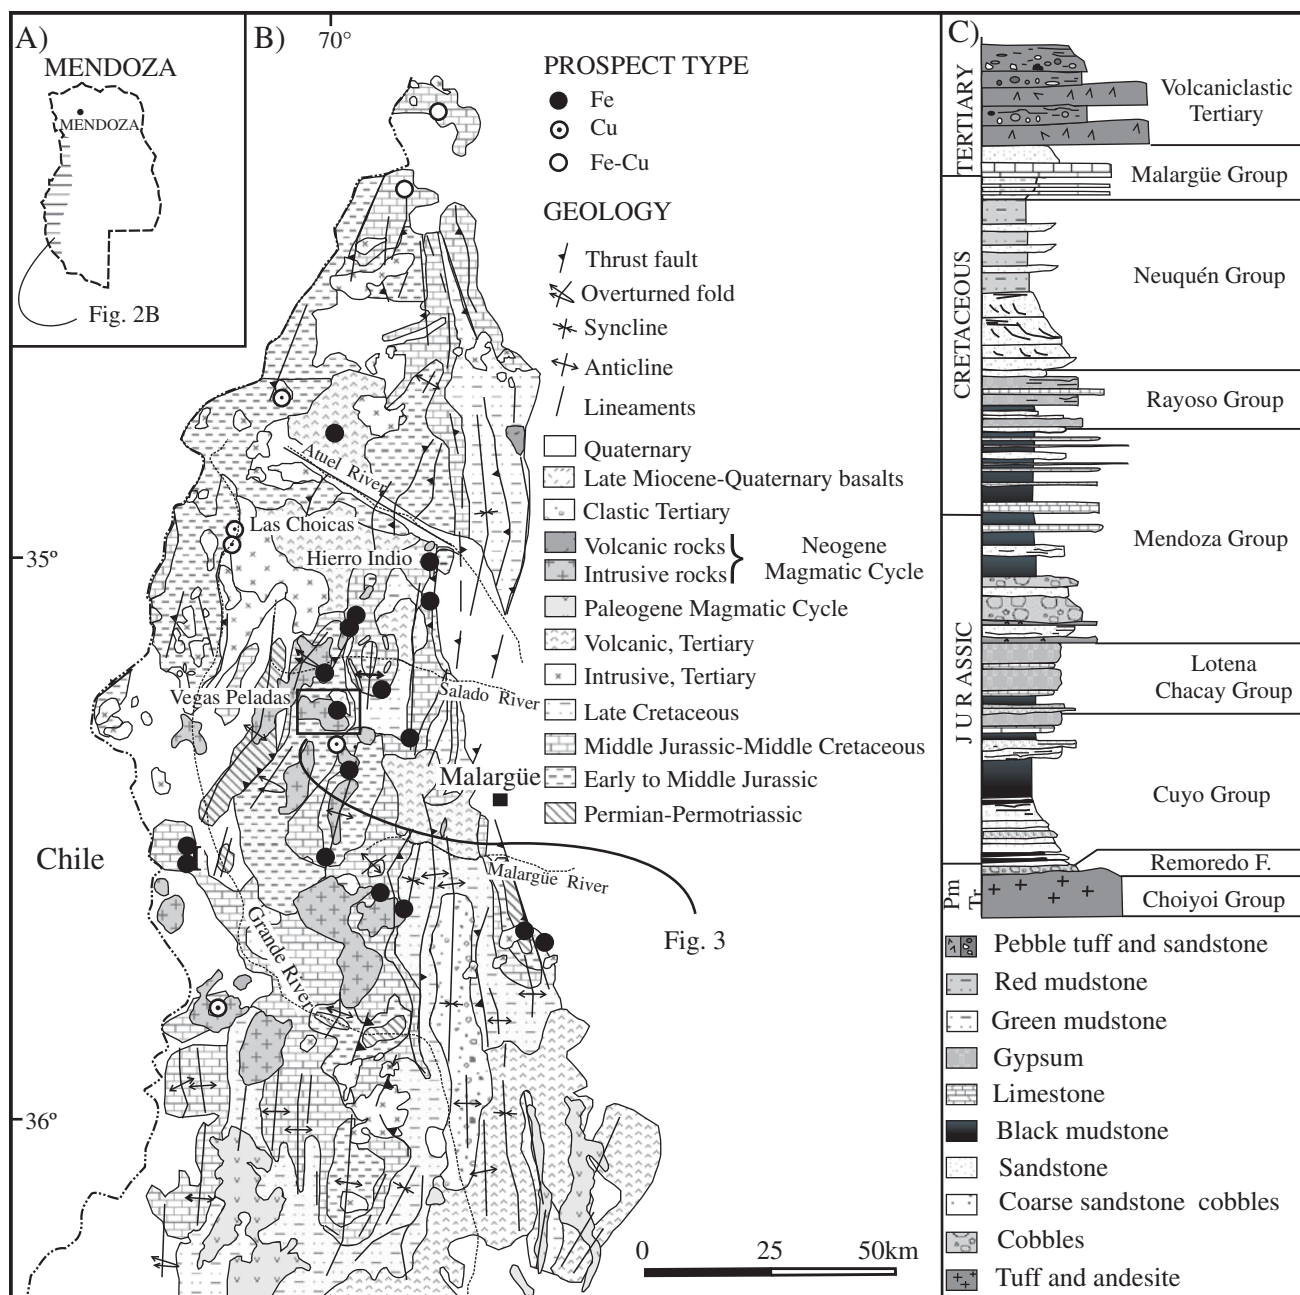 A)
MENDOZA
MENDOZA
Fig. 2B
B)
70°
35°
36°
PROSPECT TYPE
Fe
Cu
Fe-Cu
GEOLOGY
Thrust fault
Overturned fold
Syncline
Anticline
Lineaments
Quaternary
Late Miocene-Quaternary basalts
Clastic Tertiary
Volcanic rocks
Intrusive rocks
Neogene
Magmatic Cycle
Paleogene Magmatic Cycle
Volcanic, Tertiary
Intrusive, Tertiary
Late Cretaceous
Middle Jurassic-Middle Cretaceous
Early to Middle Jurassic
Permian-Permotriassic
Atuel River
Las Choicas
Hierro Indio
Vegas Peladas
Salado River
Malargüe
Chile
Malargüe River
Grande River
Fig. 3
0 25 50km
C)
TERTIARY
CRETACEOUS
JURASSIC
Prm
Tr
Volcaniclastic
Tertiary
Malargüe Group
Neuquén Group
Rayoso Group
Mendoza Group
Lotena
Chacay Group
Cuyo Group
Remoredo F.
Choiyoi Group
Pebble tuff and sandstone
Red mudstone
Green mudstone
Gypsum
Limestone
Black mudstone
Sandstone
Coarse sandstone cobbles
Cobbles
Tuff and andesite